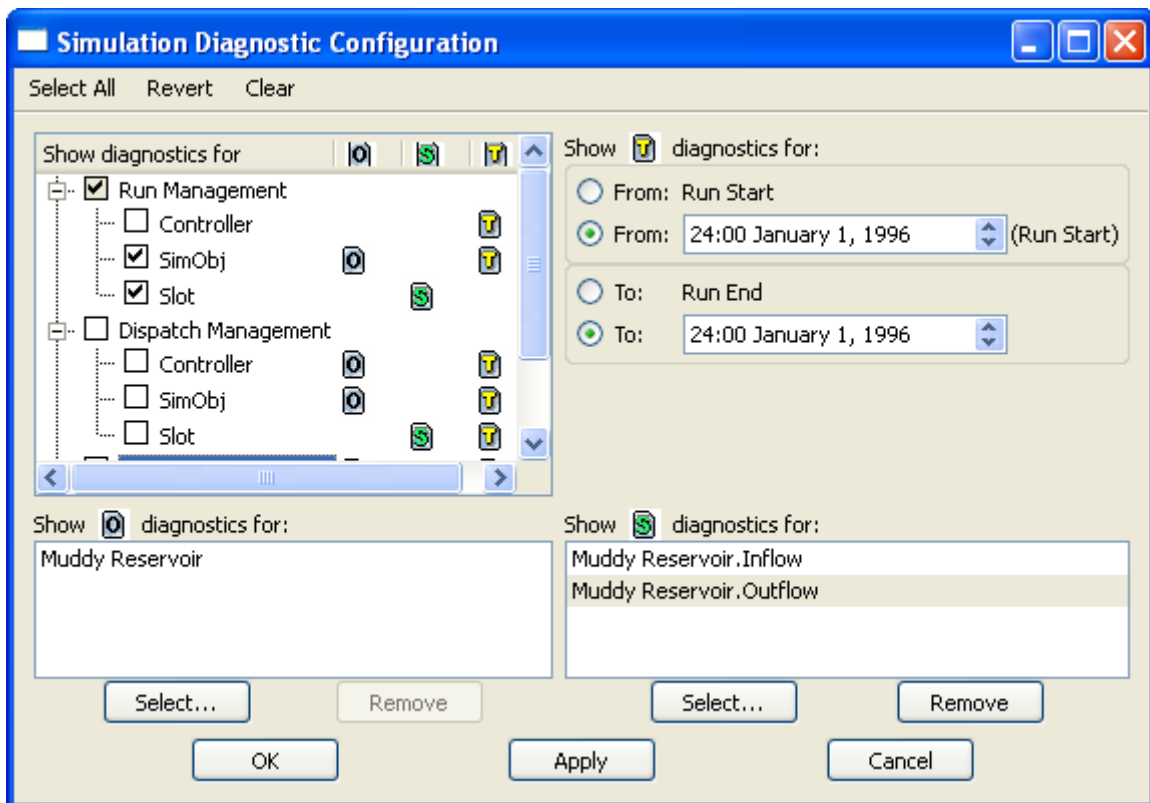 Simulation Diagnostic Configuration
Select All Revert Clear
Show diagnostics for O S T
Run Management
Controller T
SimObj O T
Slot S
Dispatch Management
Controller O T
SimObj O T
Slot S T
Show T diagnostics for:
From: Run Start
From: 24:00 January 1, 1996 (Run Start)
To: Run End
To: 24:00 January 1, 1996
Show O diagnostics for:
Muddy Reservoir
Select... Remove
Show S diagnostics for:
Muddy Reservoir.Inflow
Muddy Reservoir.Outflow
Select... Remove
OK Apply Cancel